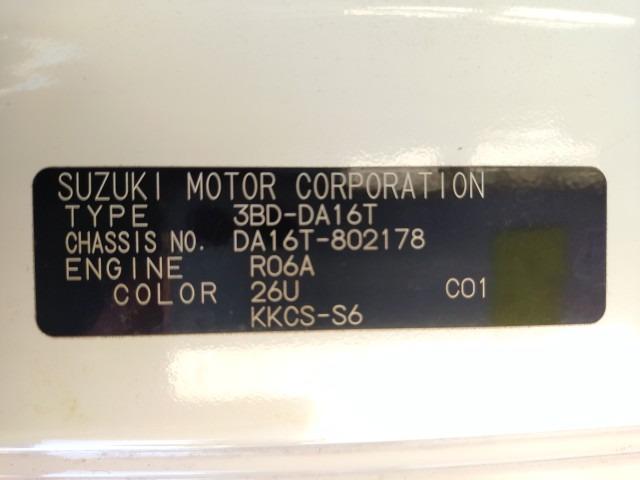 SUZUKI MOTOR CORPORATION
TYPE 3BD-DA16T
CHASSIS NO. DA16T-802178
ENGINE R06A
COLOR 26U C01
KKCS-S6